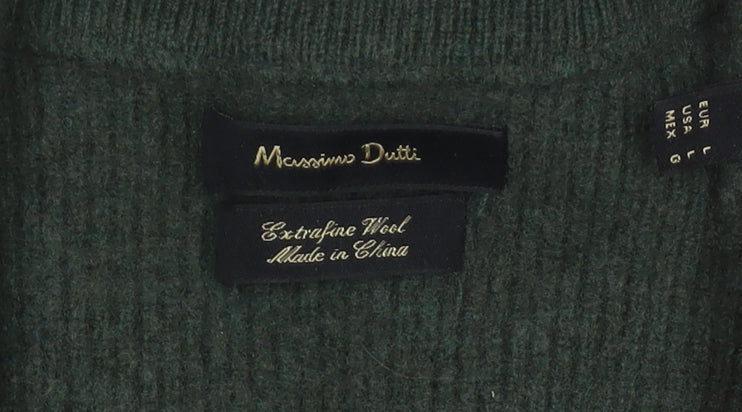 Massimo Dutti
Extrafine Wool
Made in China
EUR L
USA L
MEX G